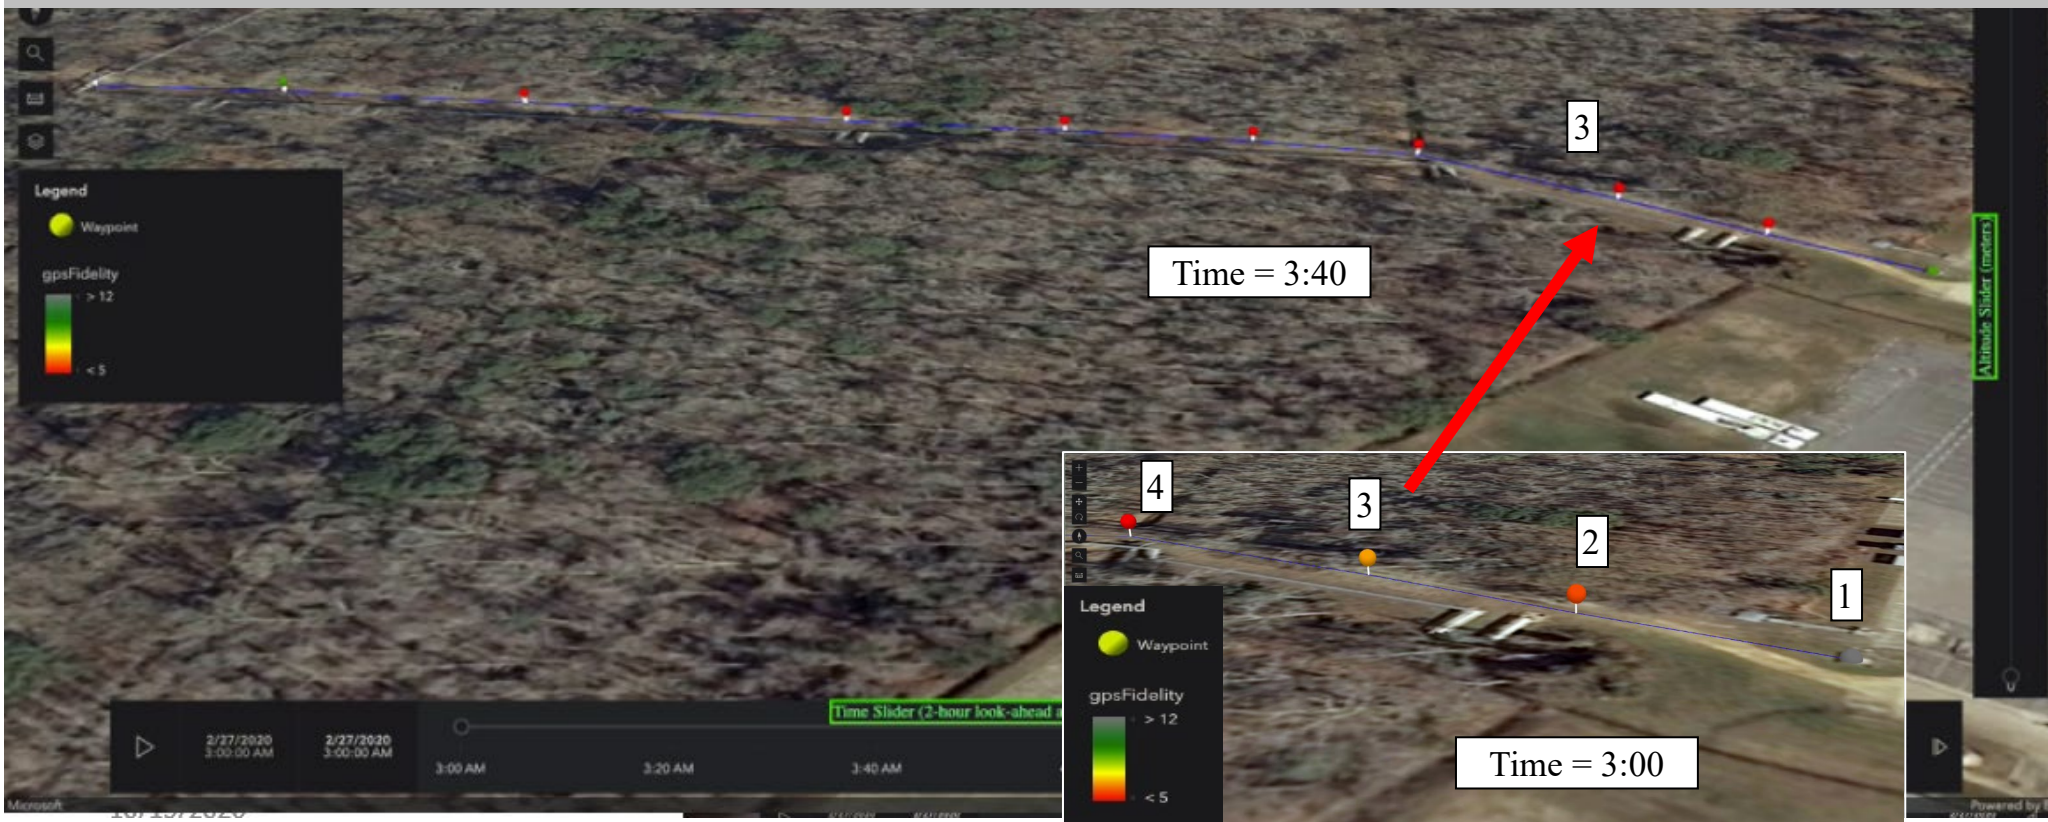 3
Legend
Waypoint
gpsFidelity
> 12
< 5
Time = 3:40
Altitude Slider (meters)
4
3
2
1
Legend
Waypoint
gpsFidelity
> 12
< 5
Time = 3:00
Time Slider (2-hour look-ahead
2/27/2020
3:00:00 AM
2/27/2020
3:00:00 AM
3:00 AM
3:20 AM
3:40 AM
Microsoft
Powered by